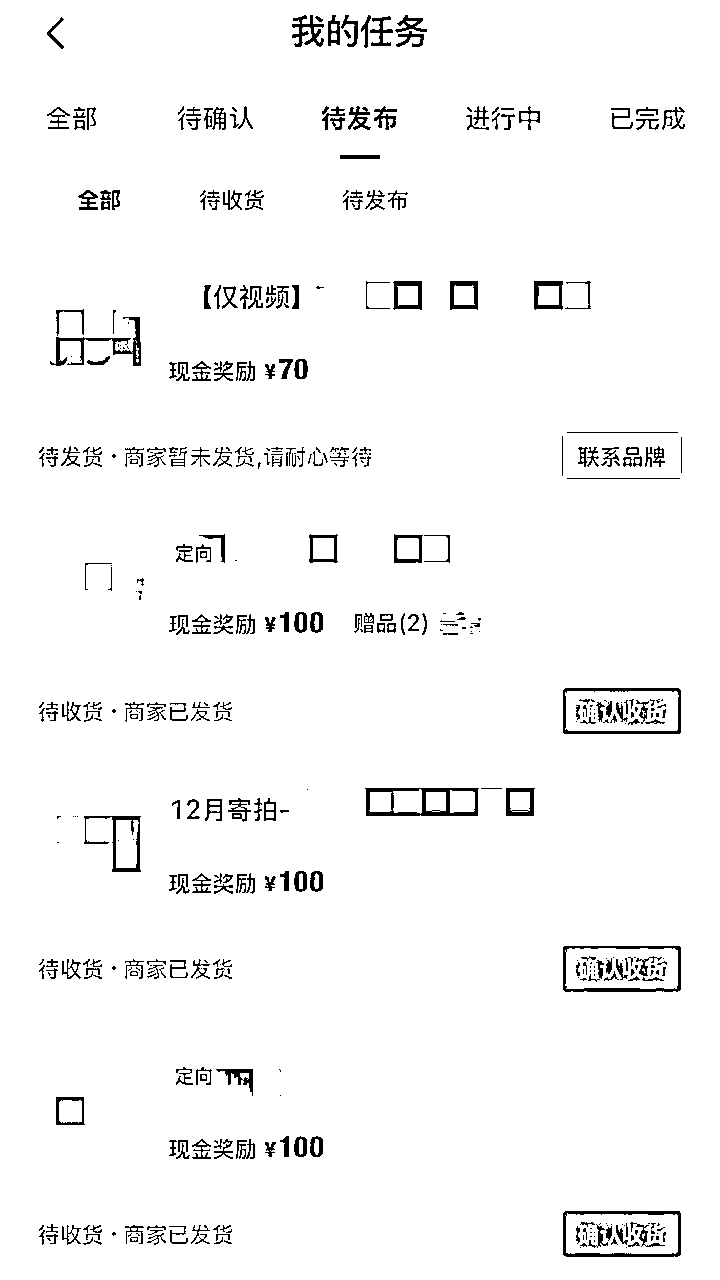 我的任务
全部 待确认 待发布 进行中 已完成
全部 待收货 待发布
【仅视频】
现金奖励 ¥70
待发货·商家暂未发货,请耐心等待 联系品牌
定向
现金奖励 ¥100 赠品(2)
待收货·商家已发货 确认收货
12月寄拍-
现金奖励 ¥100
待收货·商家已发货 确认收货
定向
现金奖励 ¥100
待收货·商家已发货 确认收货